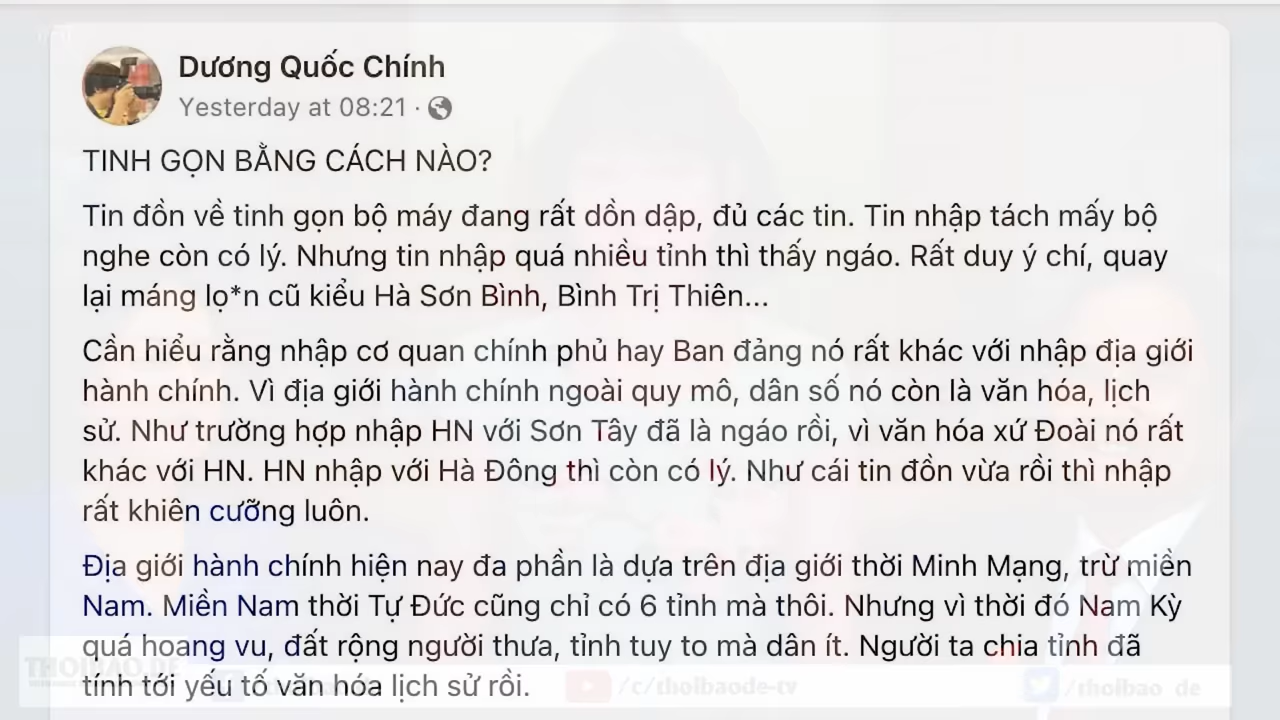 Dương Quốc Chính
Yesterday at 08:21 ·
TINH GỌN BẰNG CÁCH NÀO?
Tin đồn về tinh gọn bộ máy đang rất dồn dập, đủ các tin. Tin nhập tách mấy bộ
nghe còn có lý. Nhưng tin nhập quá nhiều tỉnh thì thấy ngáo. Rất duy ý chí, quay
lại máng lọ*n cũ kiểu Hà Sơn Bình, Bình Trị Thiên...
Cần hiểu rằng nhập cơ quan chính phủ hay Ban đảng nó rất khác với nhập địa giới
hành chính. Vì địa giới hành chính ngoài quy mô, dân số nó còn là văn hóa, lịch
sử. Như trường hợp nhập HN với Sơn Tây đã là ngáo rồi, vì văn hóa xứ Đoài nó rất
khác với HN. HN nhập với Hà Đông thì còn có lý. Như cái tin đồn vừa rồi thì nhập
rất khiên cưỡng luôn.
Địa giới hành chính hiện nay đa phần là dựa trên địa giới thời Minh Mạng, trừ miền
Nam. Miền Nam thời Tự Đức cũng chỉ có 6 tỉnh mà thôi. Nhưng vì thời đó Nam Kỳ
quá hoang vu, đất rộng người thưa, tỉnh tuy to mà dân ít. Người ta chia tỉnh đã
tính tới yếu tố văn hóa lịch sử rồi.
THOIBAO.DE
/c/thoibaode-tv
/thoibao_de